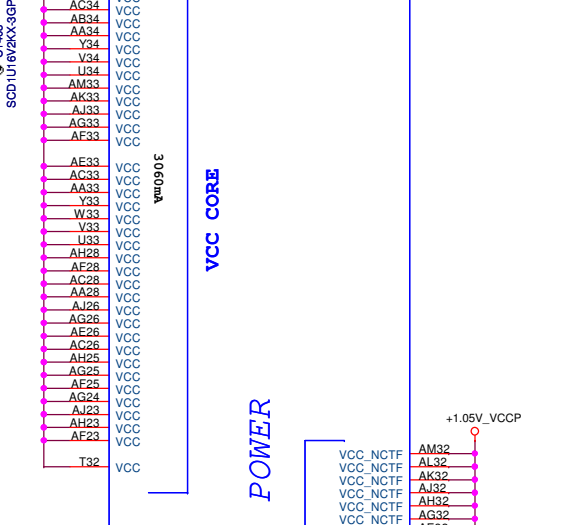 SCD1U16V2KX-3GP
AC34 VCC
AB34 VCC
AA34 VCC
Y34 VCC
V34 VCC
U34 VCC
AM33 VCC
AK33 VCC
AJ33 VCC
AG33 VCC
AF33 VCC
AE33 VCC
AC33 VCC
AA33 VCC
Y33 VCC
W33 VCC
V33 VCC
U33 VCC
AH28 VCC
AF28 VCC
AC28 VCC
AA28 VCC
AJ26 VCC
AG26 VCC
AE26 VCC
AC26 VCC
AH25 VCC
AG25 VCC
AF25 VCC
AG24 VCC
AJ23 VCC
AH23 VCC
AF23 VCC
T32 VCC
3060mA
VCC CORE
POWER
+1.05V_VCCP
VCC_NCTF AM32
VCC_NCTF AL32
VCC_NCTF AK32
VCC_NCTF AJ32
VCC_NCTF AH32
VCC_NCTF AG32